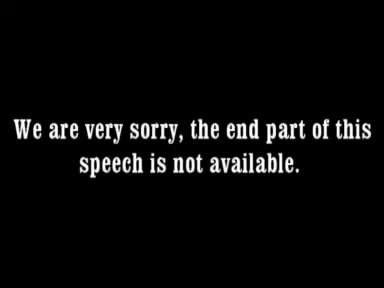 We are very sorry, the end part of this
speech is not available.